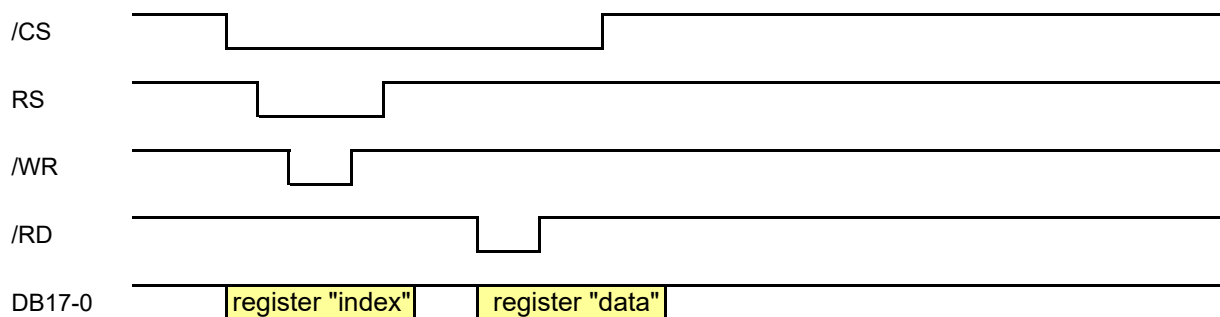 /CS
RS
/WR
/RD
DB17-0 register "index" register "data"